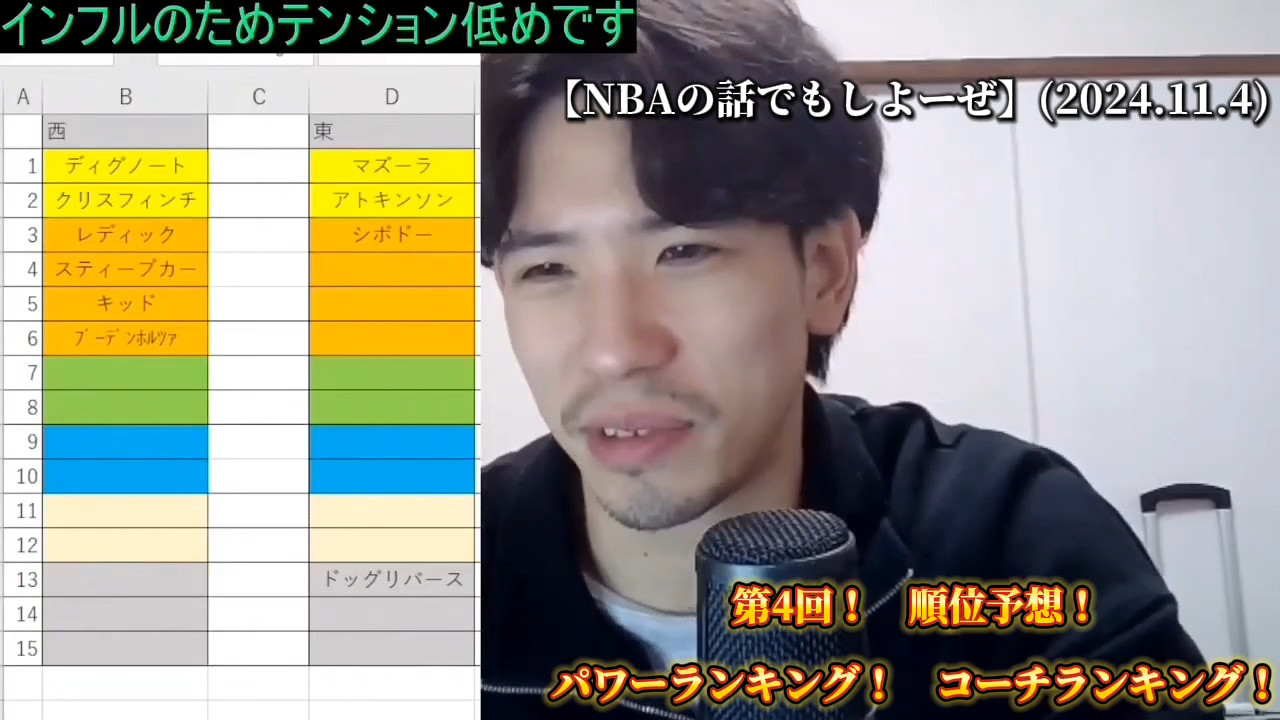 インフルのためテンション低めです
【NBAの話でもしよーぜ】(2024.11.4)
A B C D
西 東
1 ディグノート マズーラ
2 クリスフィンチ アトキンソン
3 レディック シボドー
4 スティーブカー
5 キッド
6 ブーデンホルツァ
7
8
9
10
11
12
13 ドッグリバース
14
15
第4回！ 順位予想！
パワーランキング！ コーチランキング！